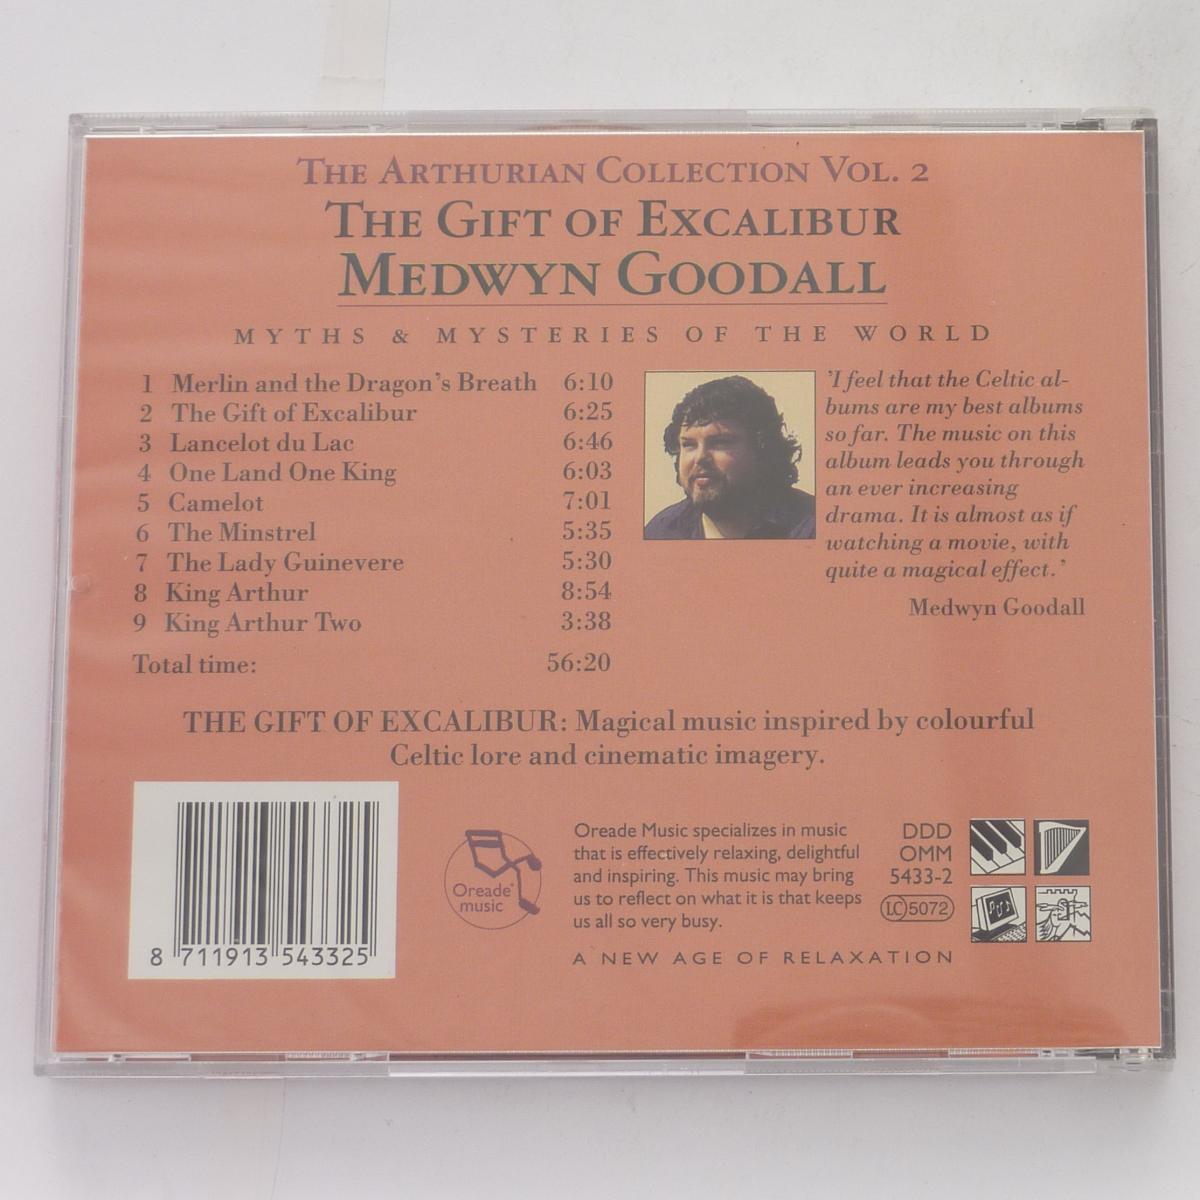 THE ARTHURIAN COLLECTION VOL. 2
THE GIFT OF EXCALIBUR
MEDWYN GOODALL
MYTHS & MYSTERIES OF THE WORLD
1 Merlin and the Dragon's Breath 6:10
2 The Gift of Excalibur 6:25
3 Lancelot du Lac 6:46
4 One Land One King 6:03
5 Camelot 7:01
6 The Minstrel 5:35
7 The Lady Guinevere 5:30
8 King Arthur 8:54
9 King Arthur Two 3:38
Total time: 56:20
'I feel that the Celtic al-
bums are my best albums
so far. The music on this
album leads you through
an ever increasing
drama. It is almost as if
watching a movie, with
quite a magical effect.'
Medwyn Goodall
THE GIFT OF EXCALIBUR: Magical music inspired by colourful
Celtic lore and cinematic imagery.
8 711913 543325
Oreade®
music
Oreade Music specializes in music
that is effectively relaxing, delightful
and inspiring. This music may bring
us to reflect on what it is that keeps
us all so very busy.
A NEW AGE OF RELAXATION
DDD
OMM
5433-2
LC 5072